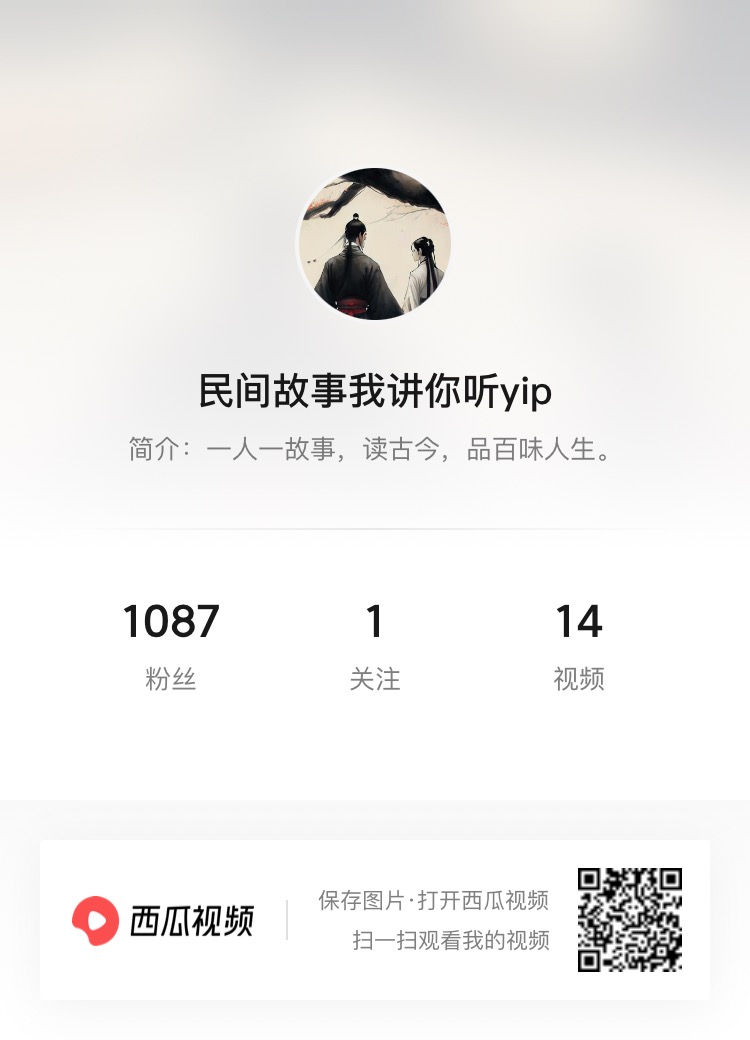 民间故事我讲你听yip
简介：一人一故事，读古今，品百味人生。
1087
1
14
粉丝
关注
视频
西瓜视频
保存图片·打开西瓜视频
扫一扫观看我的视频